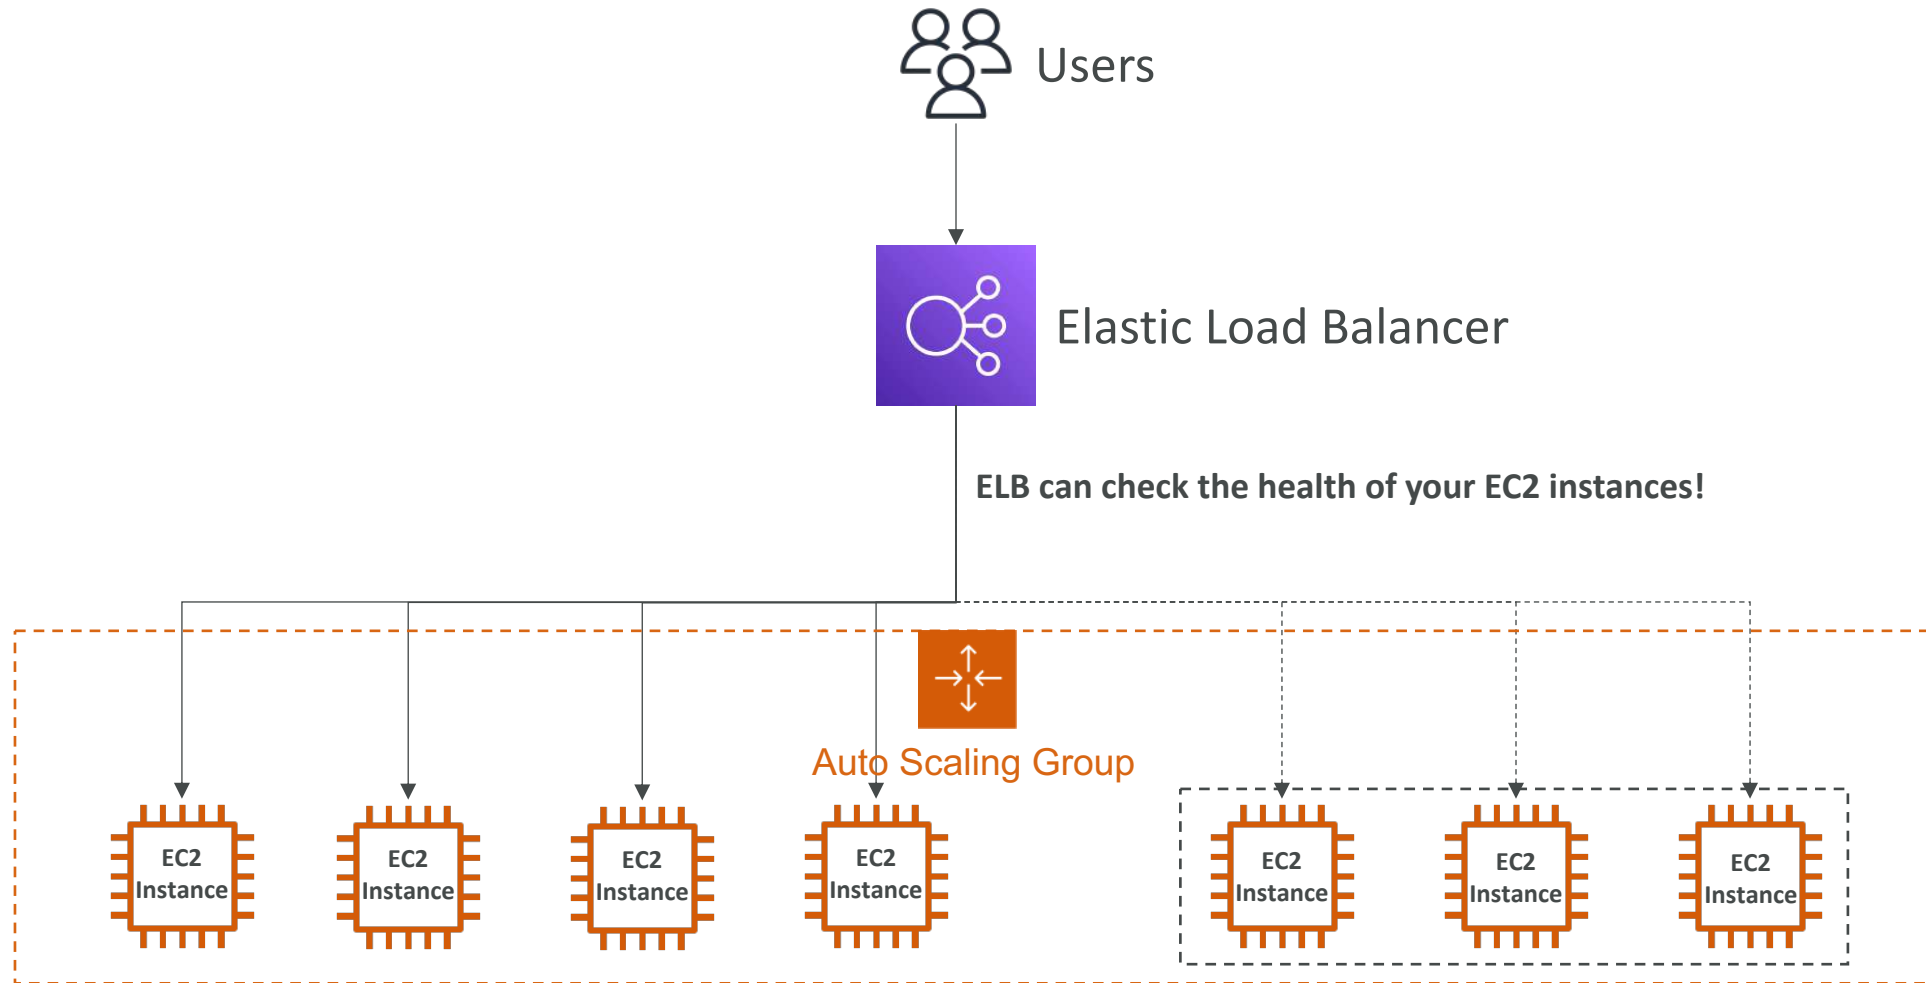 Users
Elastic Load Balancer
ELB can check the health of your EC2 instances!
Auto Scaling Group
EC2
Instance
EC2
Instance
EC2
Instance
EC2
Instance
EC2
Instance
EC2
Instance
EC2
Instance